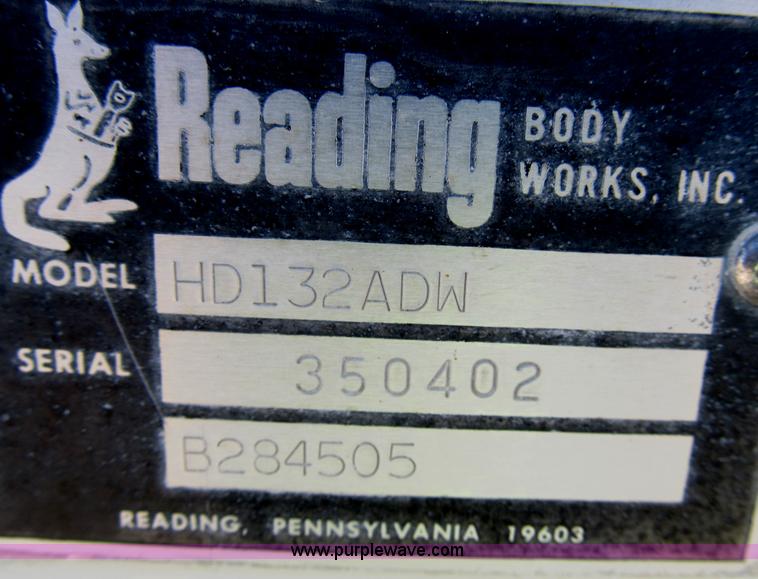 Reading BODY
WORKS, INC.
MODEL HD132ADW
SERIAL 350402
B284505
READING, PENNSYLVANIA 19603
www.purplewave.com